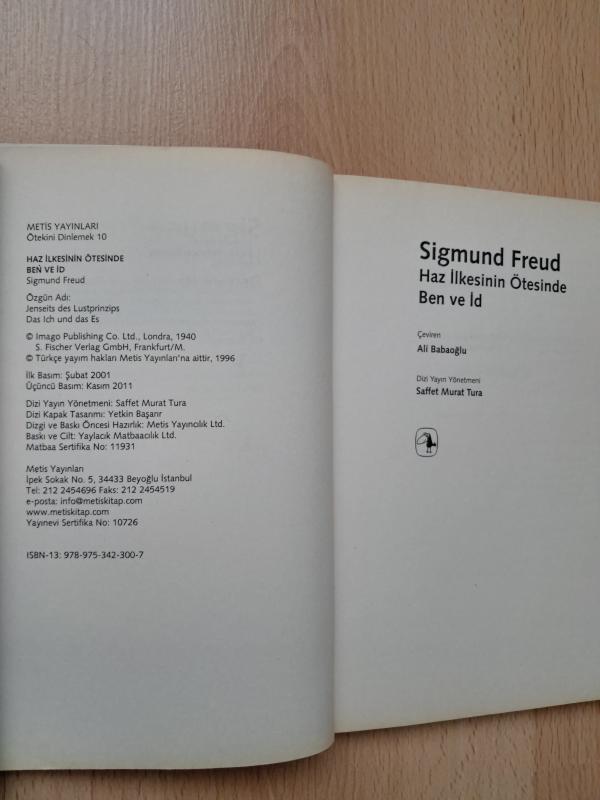 METİS YAYINLARI
Ötekini Dinlemek 10
HAZ İLKESİNİN ÖTESİNDE
BEN VE İD
Sigmund Freud
Özgün Adı:
Jenseits des Lustprinzips
Das Ich und das Es
© Imago Publishing Co. Ltd., Londra, 1940
S. Fischer Verlag GmbH, Frankfurt/M.
© Türkçe yayım hakları Metis Yayınları'na aittir, 1996
İlk Basım: Şubat 2001
Üçüncü Basım: Kasım 2011
Dizi Yayın Yönetmeni: Saffet Murat Tura
Dizi Kapak Tasarımı: Yetkin Başarır
Dizgi ve Baskı Öncesi Hazırlık: Metis Yayıncılık Ltd.
Baskı ve Cilt: Yaylacık Matbaacılık Ltd.
Matbaa Sertifika No: 11931
Metis Yayınları
İpek Sokak No. 5, 34433 Beyoğlu İstanbul
Tel: 212 2454696 Faks: 212 2454519
e-posta: info@metiskitap.com
www.metiskitap.com
Yayınevi Sertifika No: 10726
ISBN-13: 978-975-342-300-7
Sigmund Freud
Haz İlkesinin Ötesinde
Ben ve İd
Çeviren
Ali Babaoğlu
Dizi Yayın Yönetmeni
Saffet Murat Tura